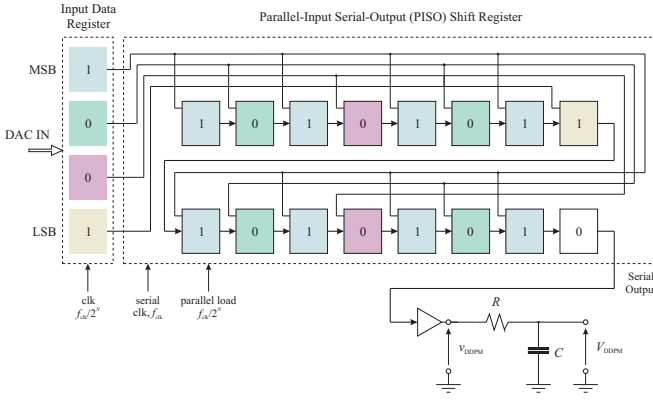 Input Data
Register
Parallel-Input Serial-Output (PISO) Shift Register
MSB
1
0
DAC IN
0
LSB
1
1 0 1 0 1 0 1 1
1 0 1 0 1 0 1 0
clk
f_clk/2^N
serial
clk, f_clk
parallel load
f_clk/2^N
Serial
Output
R
v_DDPM
C
V_DDPM